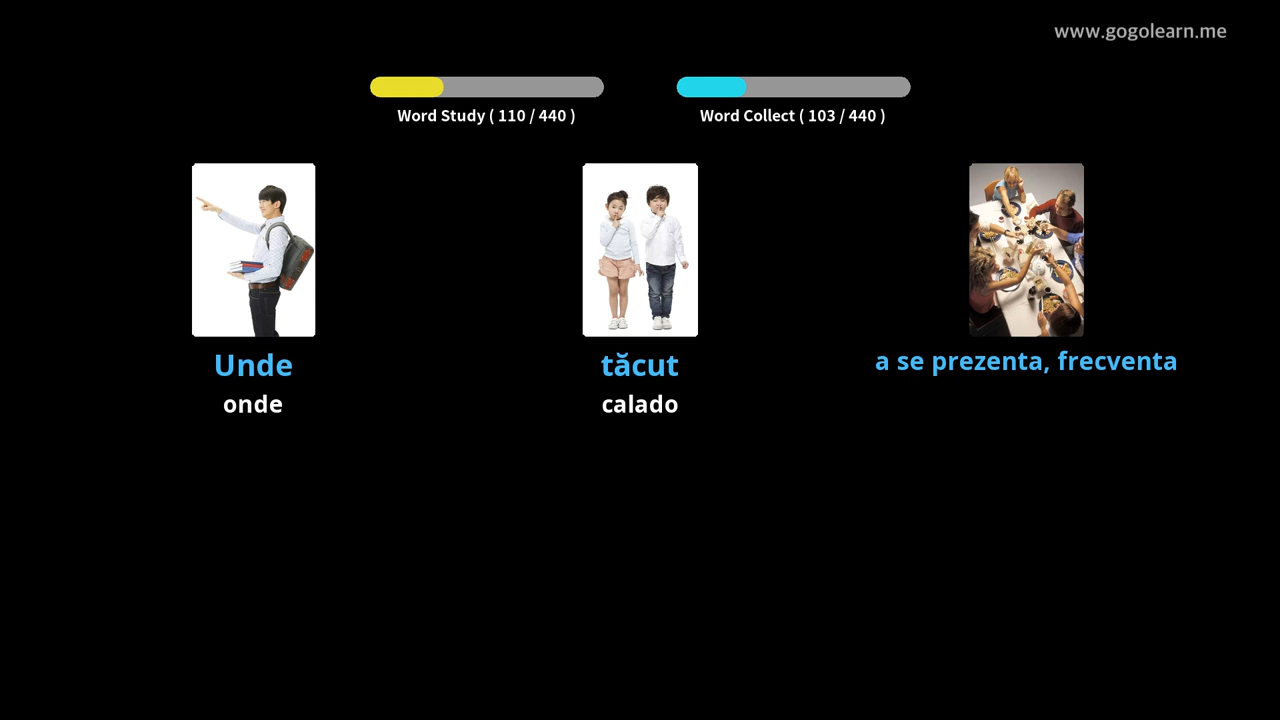 www.gogolearn.me
Word Study ( 110 / 440 )
Word Collect ( 103 / 440 )
Unde
onde
tăcut
calado
a se prezenta, frecventa